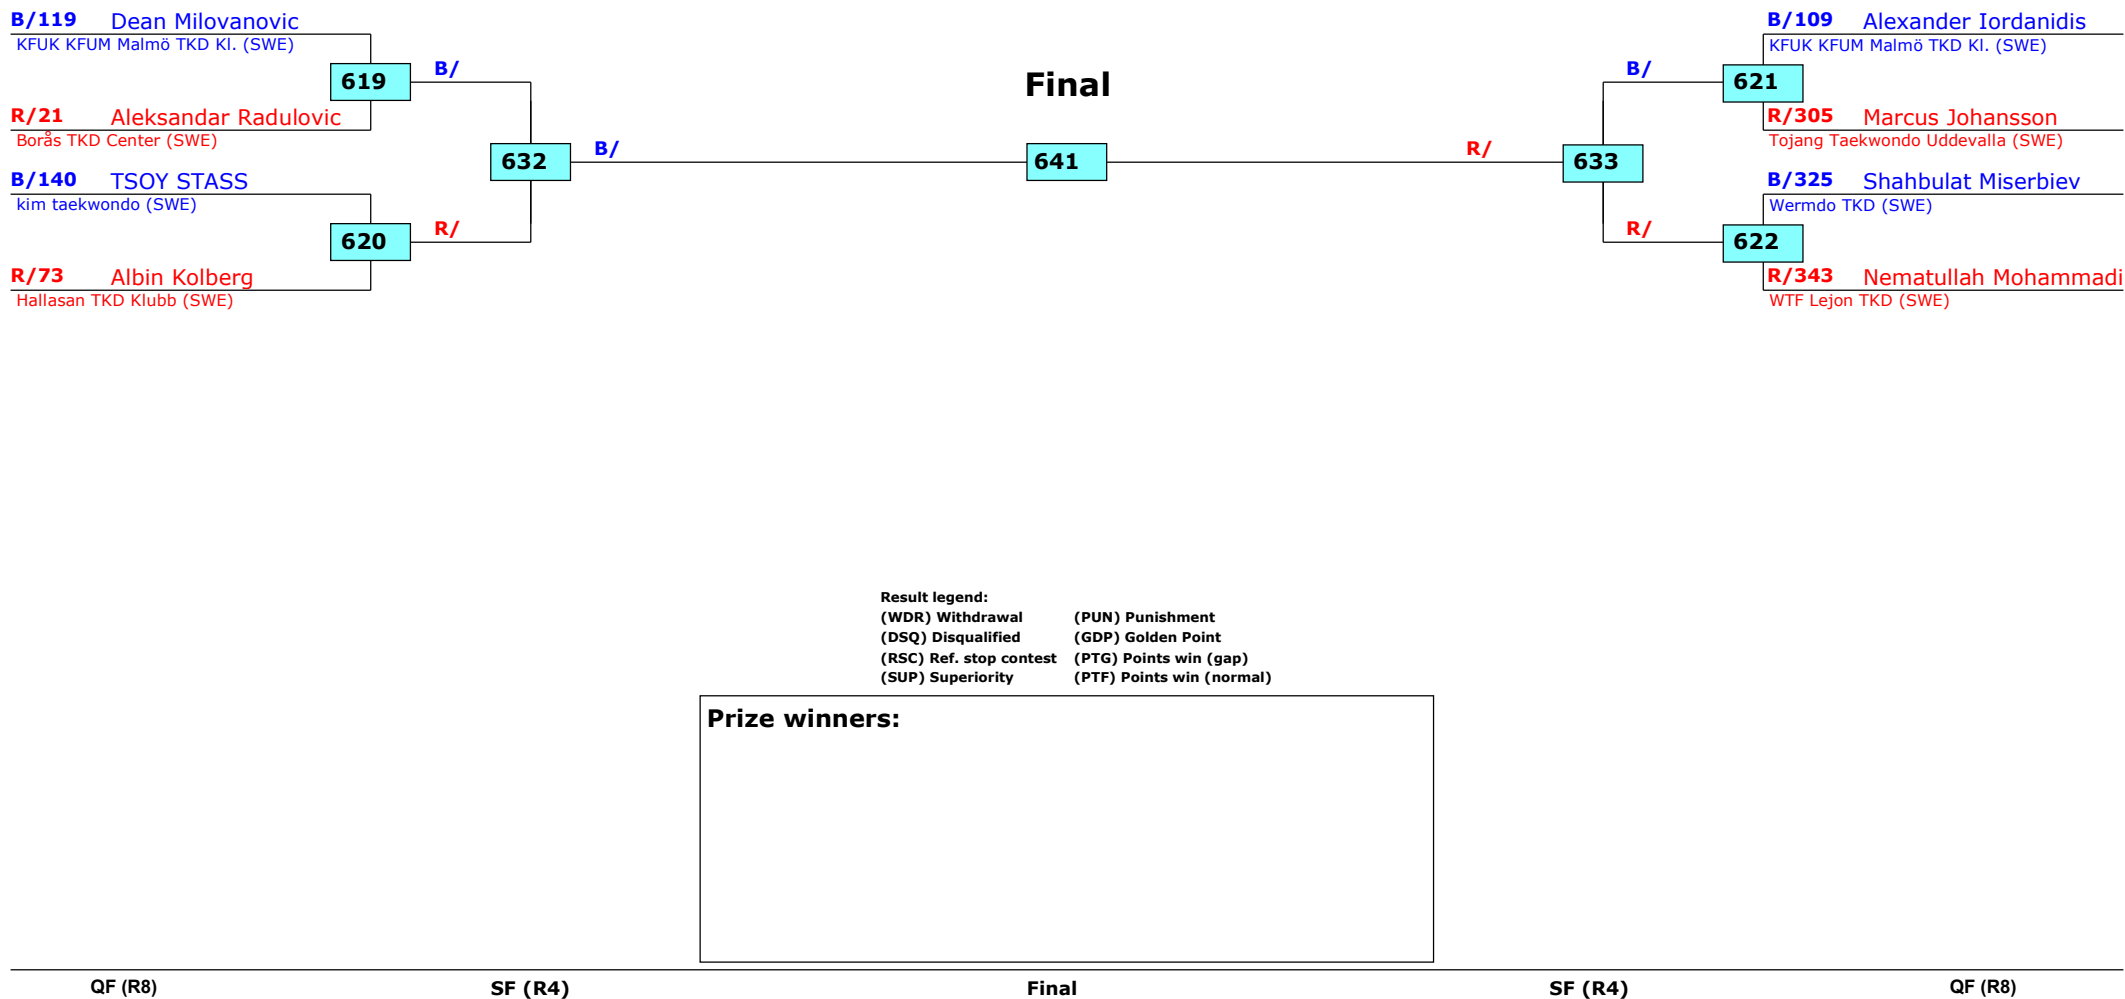 B/119 Dean Milovanovic
KFUK KFUM Malmö TKD Kl. (SWE)
619
B/
R/21 Aleksandar Radulovic
Borås TKD Center (SWE)
632
B/
B/140 TSOY STASS
kim taekwondo (SWE)
620
R/
R/73 Albin Kolberg
Hallasan TKD Klubb (SWE)
Final
641
B/109 Alexander Iordanidis
KFUK KFUM Malmö TKD Kl. (SWE)
B/
621
R/305 Marcus Johansson
Tojang Taekwondo Uddevalla (SWE)
R/
633
B/325 Shahbulat Miserbiev
Wermdo TKD (SWE)
R/
622
R/343 Nematullah Mohammadi
WTF Lejon TKD (SWE)
Result legend:
(WDR) Withdrawal (PUN) Punishment
(DSQ) Disqualified (GDP) Golden Point
(RSC) Ref. stop contest (PTG) Points win (gap)
(SUP) Superiority (PTF) Points win (normal)
Prize winners:
QF (R8) SF (R4) Final SF (R4) QF (R8)